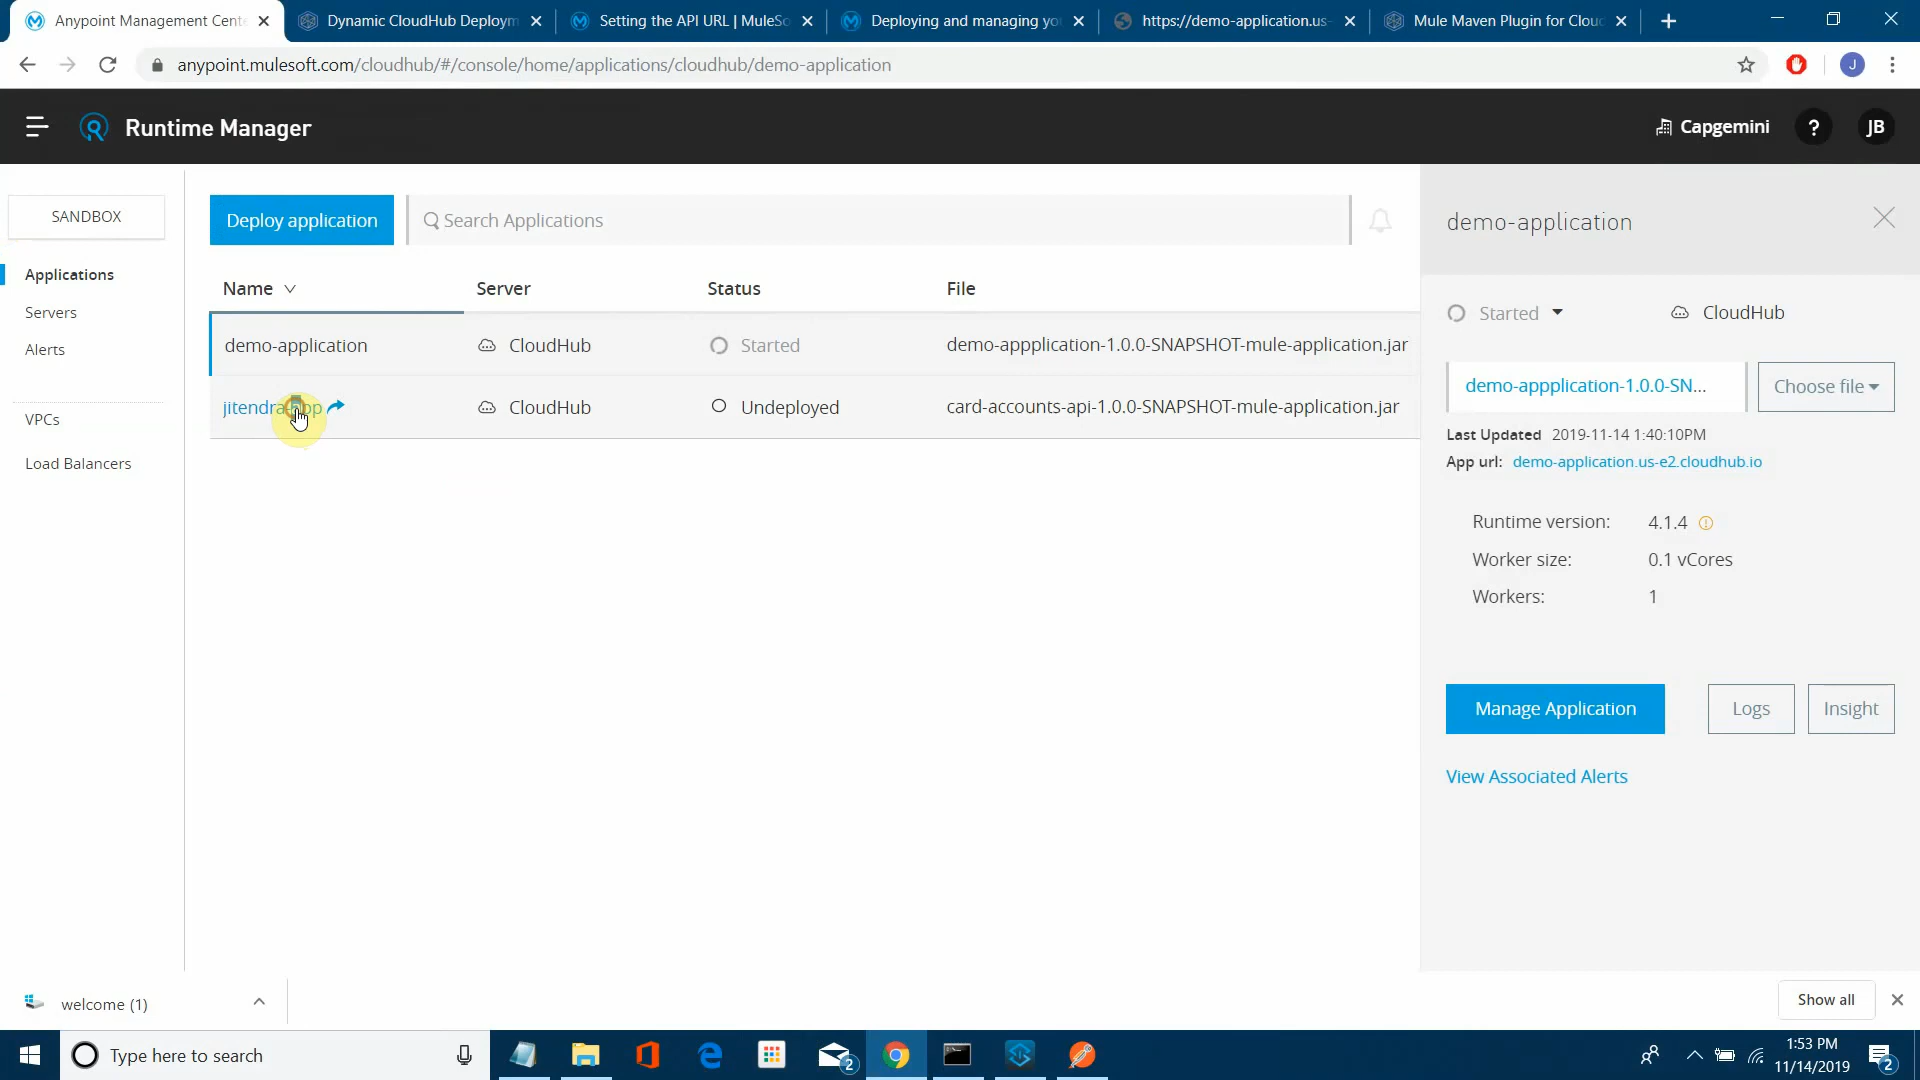 Anypoint Management Cente
Dynamic CloudHub Deploym
Setting the API URL | MuleSo
Deploying and managing yo
https://demo-application.us-
Mule Maven Plugin for Clou
anypoint.mulesoft.com/cloudhub/#/console/home/applications/cloudhub/demo-application
J
Runtime Manager
Capgemini
?
JB
SANDBOX
Applications
Servers
Alerts
VPCs
Load Balancers
Deploy application
Search Applications
Name
Server
Status
File
demo-application
CloudHub
Started
demo-appplication-1.0.0-SNAPSHOT-mule-application.jar
jitendra-app
CloudHub
Undeployed
card-accounts-api-1.0.0-SNAPSHOT-mule-application.jar
demo-application
Started
CloudHub
demo-appplication-1.0.0-SN...
Choose file
Last Updated 2019-11-14 1:40:10PM
App url: demo-application.us-e2.cloudhub.io
Runtime version: 4.1.4
Worker size: 0.1 vCores
Workers: 1
Manage Application
Logs
Insight
View Associated Alerts
welcome (1)
Show all
Type here to search
2
1:53 PM
11/14/2019
2